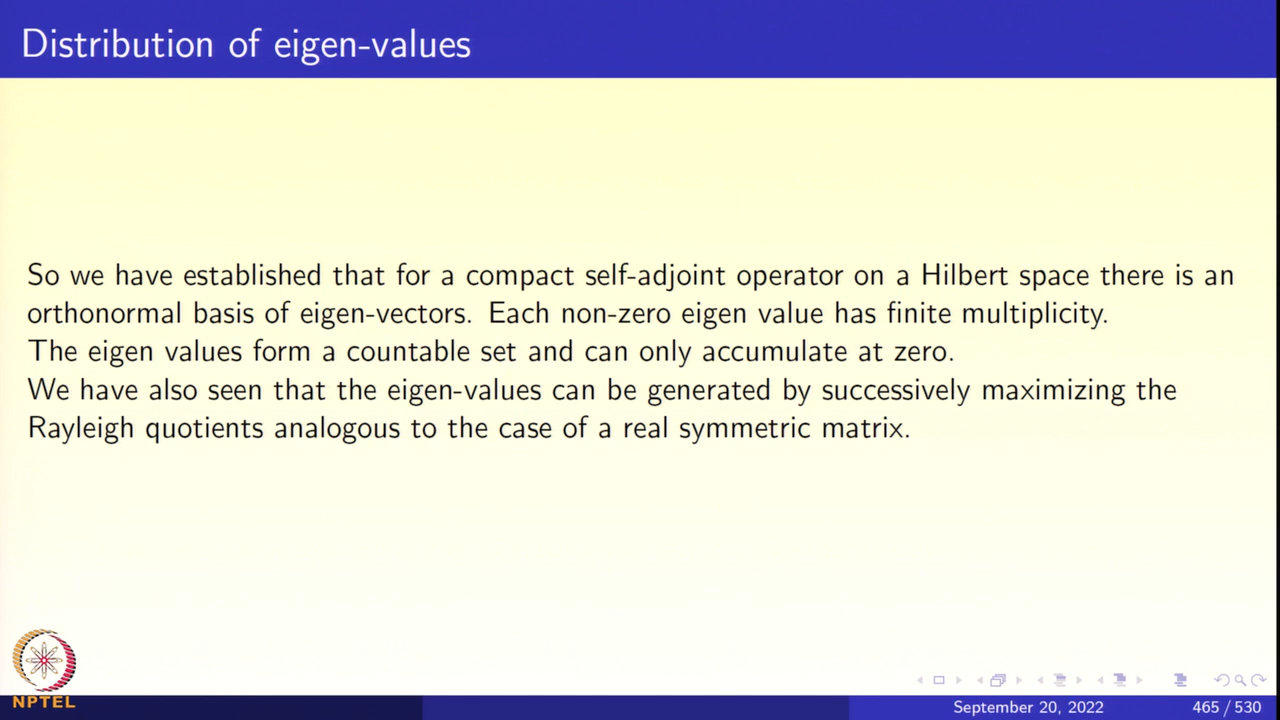 Distribution of eigen-values
So we have established that for a compact self-adjoint operator on a Hilbert space there is an
orthonormal basis of eigen-vectors. Each non-zero eigen value has finite multiplicity.
The eigen values form a countable set and can only accumulate at zero.
We have also seen that the eigen-values can be generated by successively maximizing the
Rayleigh quotients analogous to the case of a real symmetric matrix.
NPTEL
September 20, 2022 465 / 530